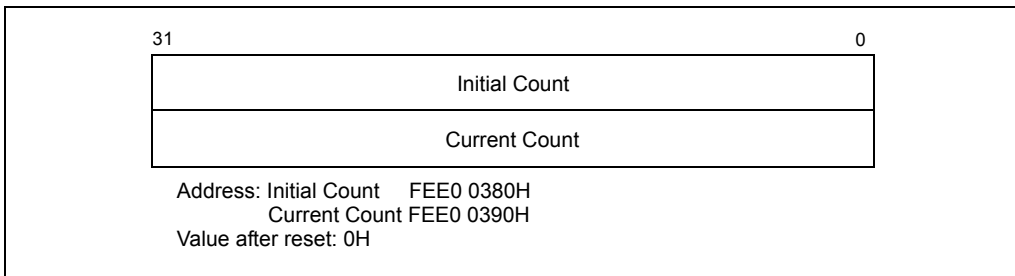 31 0
Initial Count
Current Count
Address: Initial Count FEE0 0380H
Current Count FEE0 0390H
Value after reset: 0H